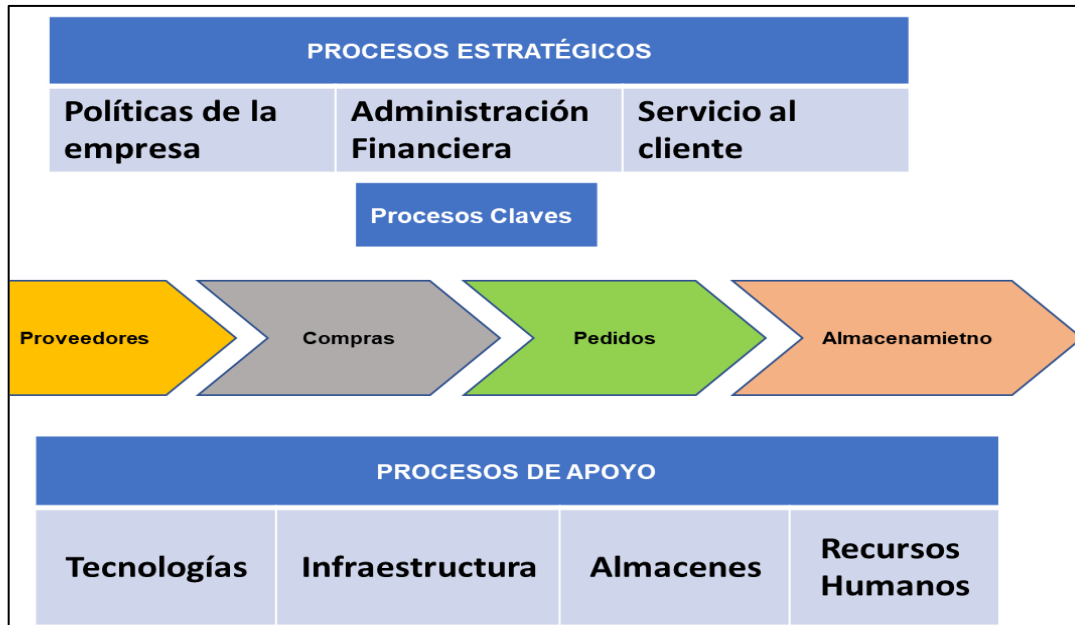 PROCESOS ESTRATÉGICOS
Políticas de la
empresa
Administración
Financiera
Servicio al
cliente
Procesos Claves
Proveedores
Compras
Pedidos
Almacenamietno
PROCESOS DE APOYO
Tecnologías
Infraestructura
Almacenes
Recursos
Humanos